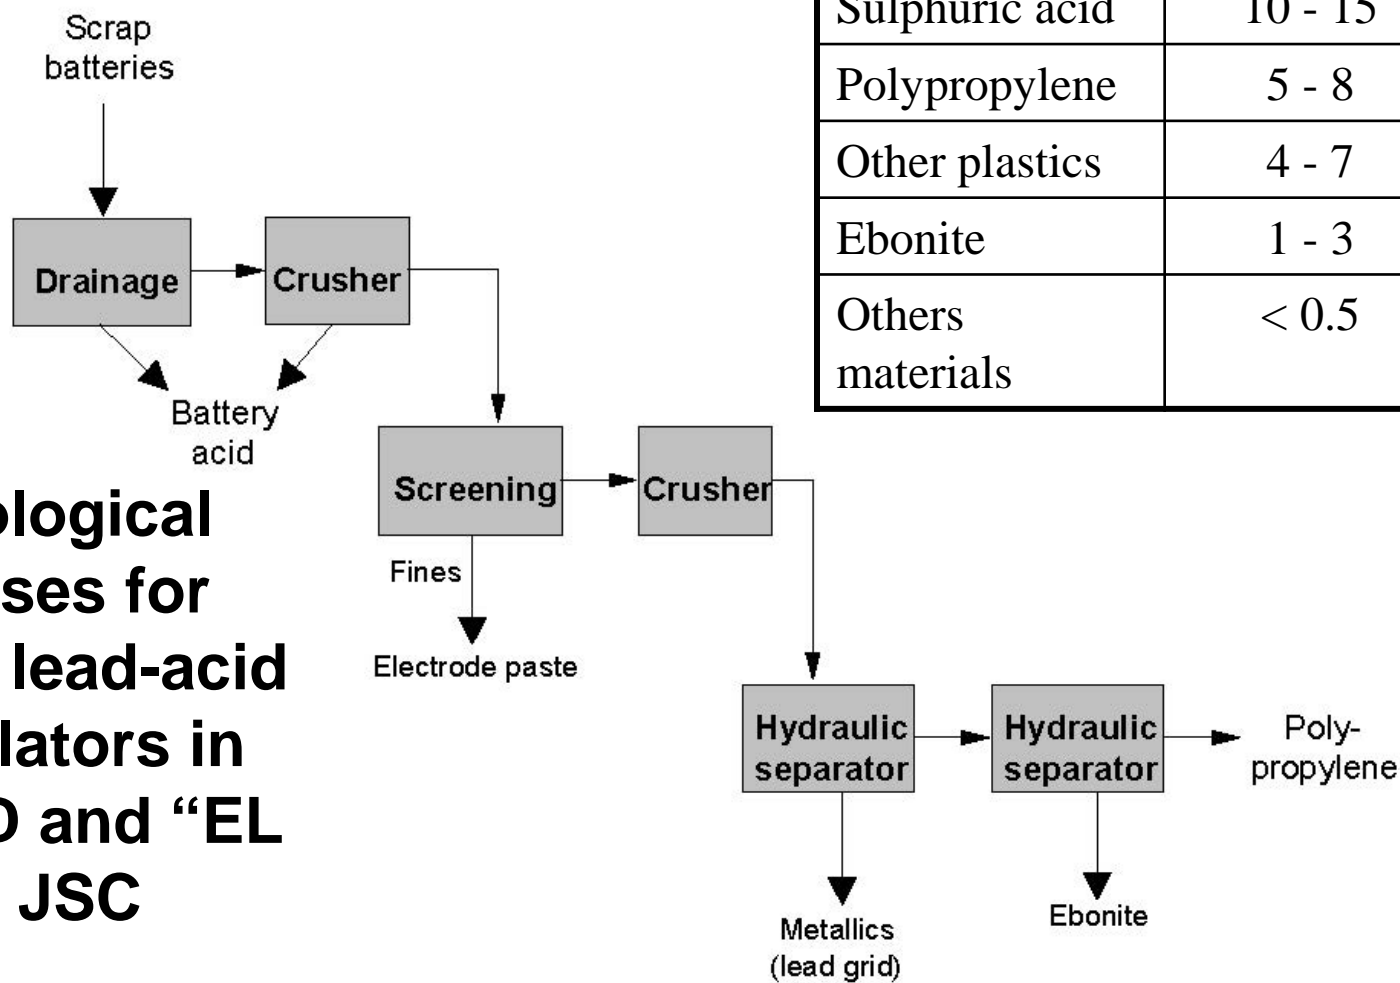 Scrap
batteries
Sulphuric acid 10 - 15
Polypropylene 5 - 8
Other plastics 4 - 7
Ebonite 1 - 3
Others < 0.5
materials
Drainage
Crusher
Battery
acid
Screening
Crusher
Fines
Electrode paste
Hydraulic
separator
Hydraulic
separator
Poly-
propylene
Metallics
(lead grid)
Ebonite
ological
ses for
lead-acid
lators in
and “EL
JSC